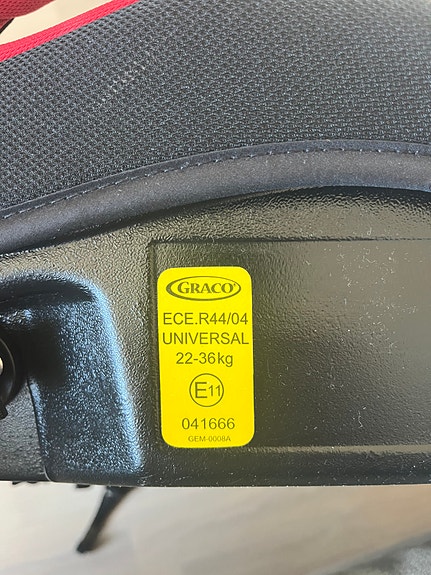 GRACO
ECE.R44/04
UNIVERSAL
22-36kg
E11
041666
GEM-0008A